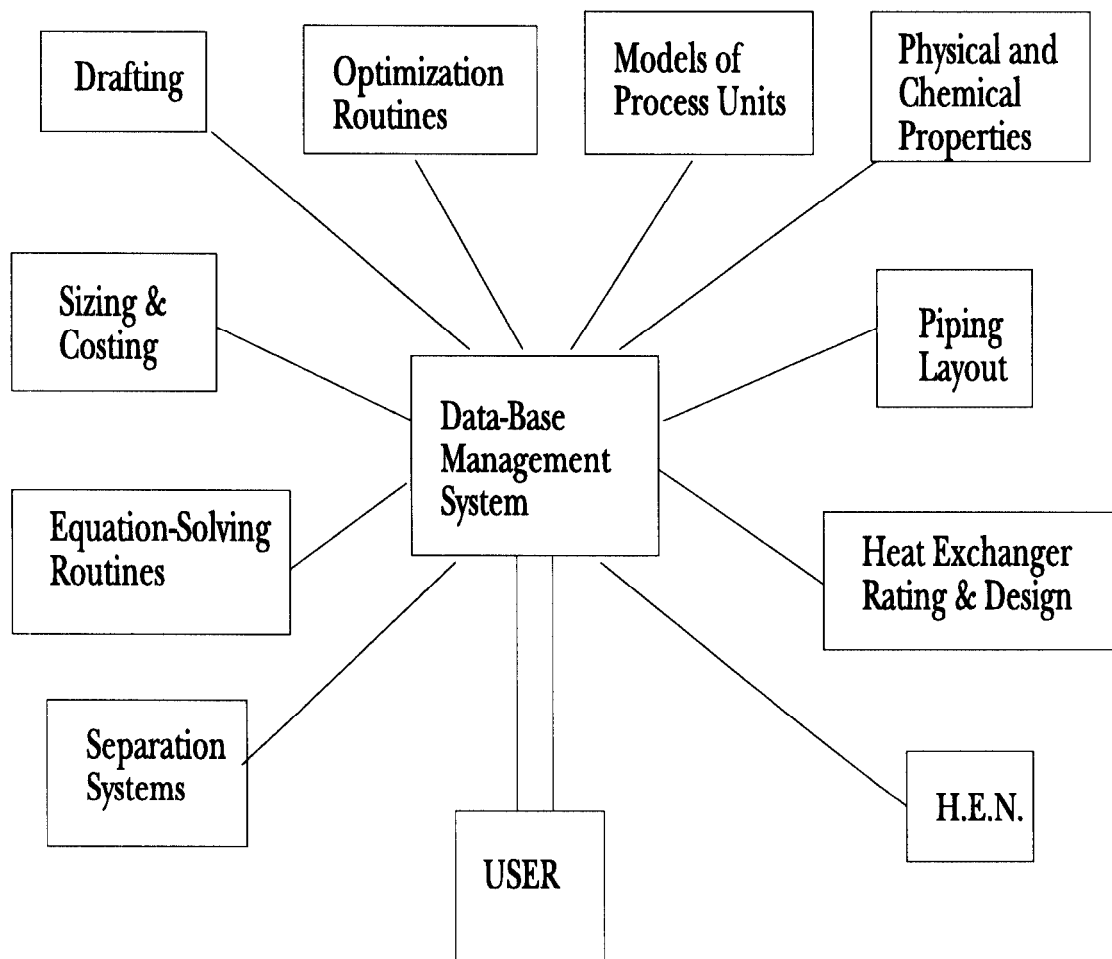 Drafting
Optimization
Routines
Models of
Process Units
Physical and
Chemical
Properties
Sizing &
Costing
Piping
Layout
Data-Base
Management
System
Equation-Solving
Routines
Heat Exchanger
Rating & Design
Separation
Systems
H.E.N.
USER